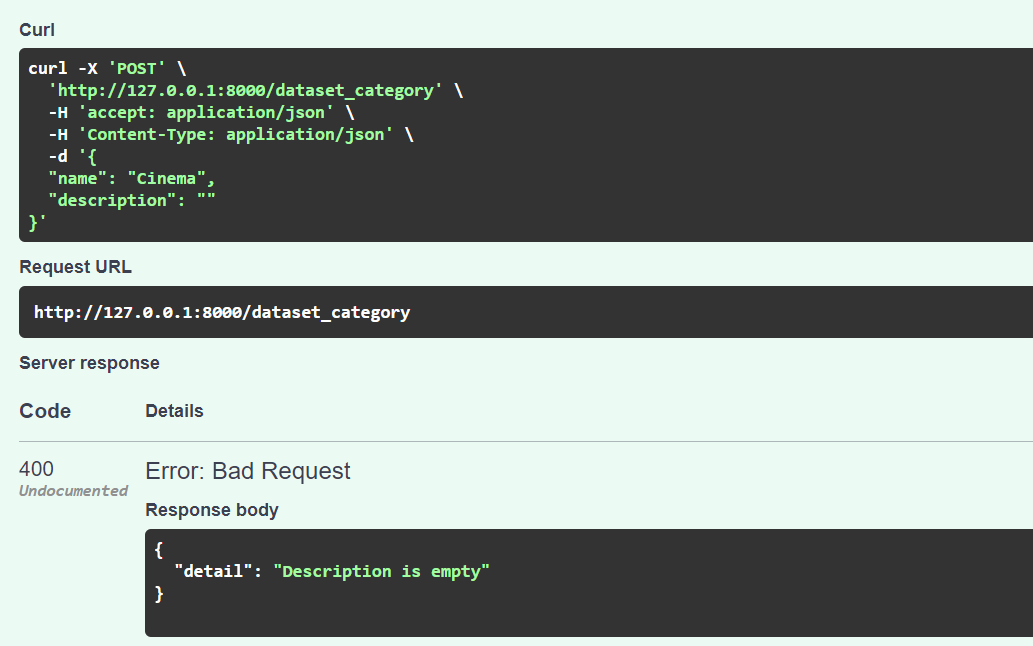 Curl
curl -X 'POST' \
  'http://127.0.0.1:8000/dataset_category' \
  -H 'accept: application/json' \
  -H 'Content-Type: application/json' \
  -d '{
  "name": "Cinema",
  "description": ""
}'
Request URL
http://127.0.0.1:8000/dataset_category
Server response
Code Details
400 Error: Bad Request
Undocumented
Response body
{
  "detail": "Description is empty"
}